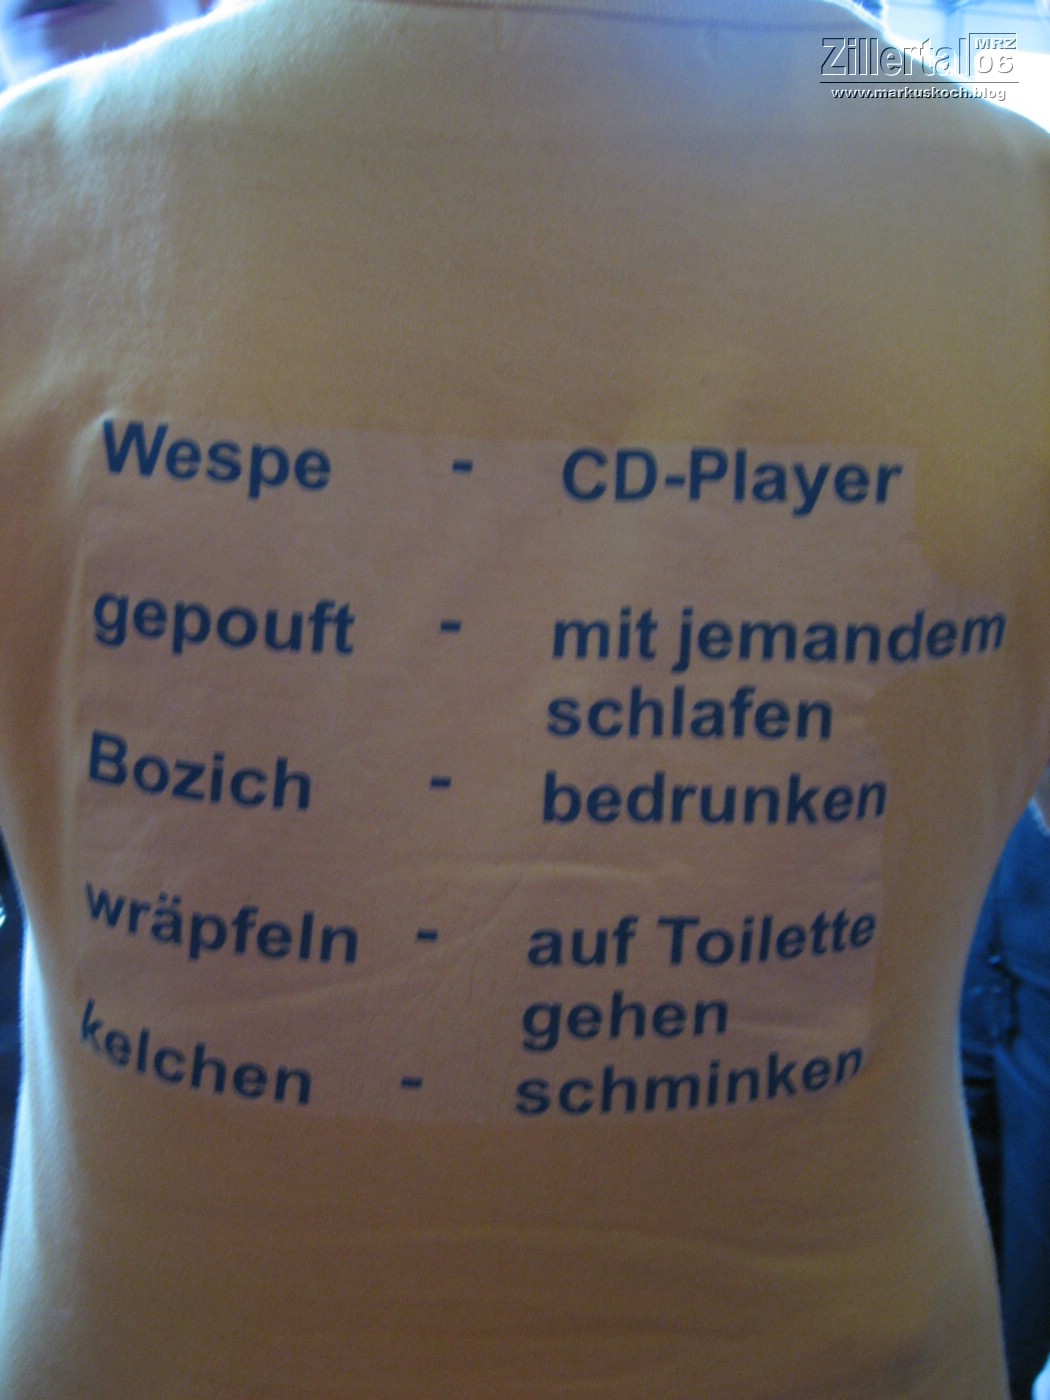 Zillertal MRZ 06
www.markuskoch.blog
Wespe - CD-Player
gepouft - mit jemandem
schlafen
Bozich - bedrunken
wräpfeln - auf Toilette
gehen
kelchen - schminken